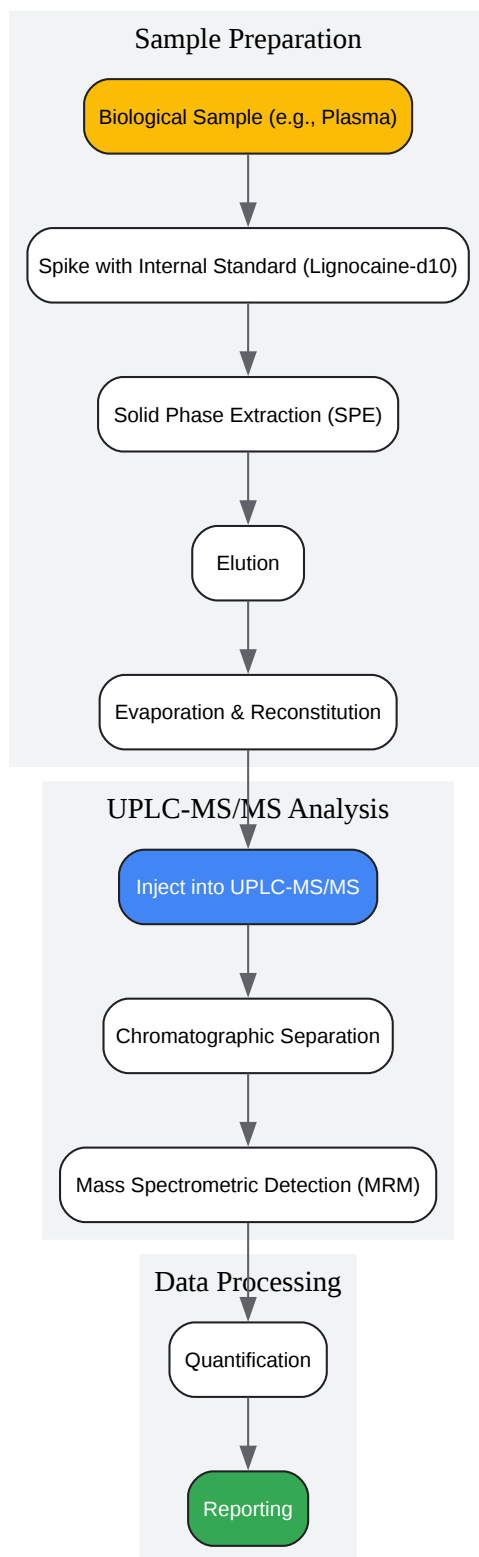 Sample Preparation
Biological Sample (e.g., Plasma)
Spike with Internal Standard (Lignocaine-d10)
Solid Phase Extraction (SPE)
Elution
Evaporation & Reconstitution
UPLC-MS/MS Analysis
Inject into UPLC-MS/MS
Chromatographic Separation
Mass Spectrometric Detection (MRM)
Data Processing
Quantification
Reporting